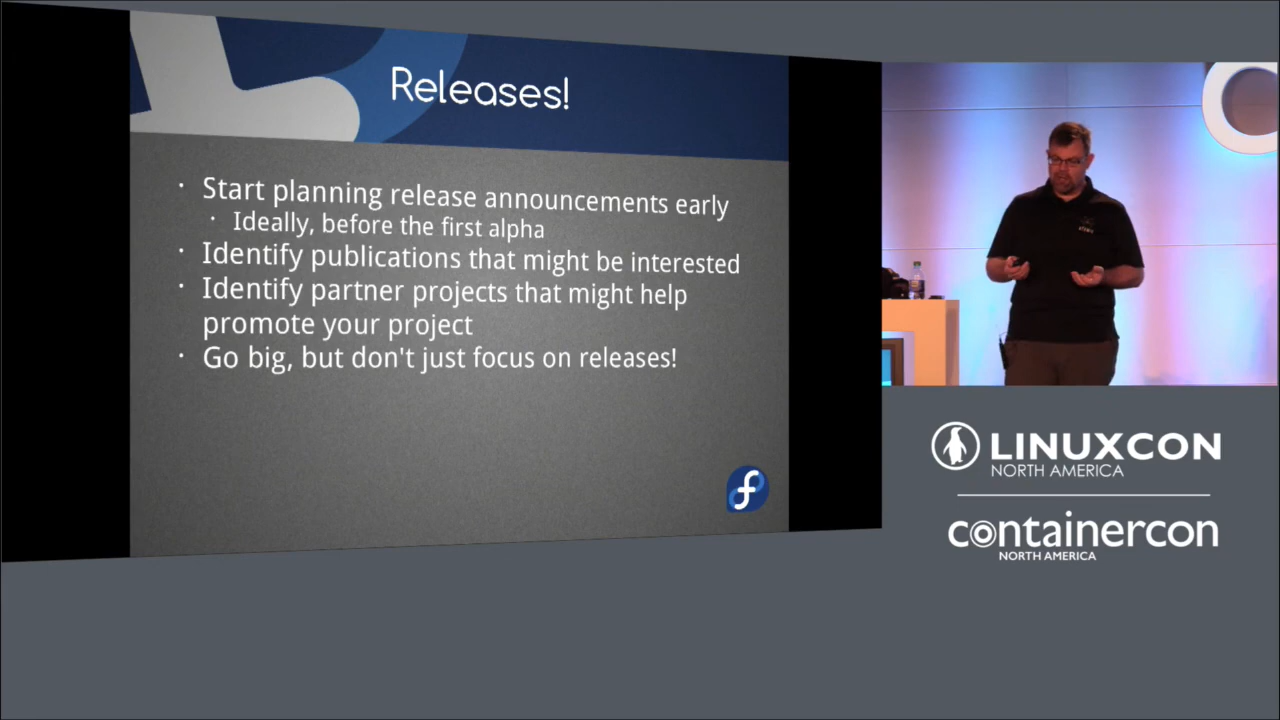 Releases!
· Start planning release announcements early
· Ideally, before the first alpha
· Identify publications that might be interested
· Identify partner projects that might help
promote your project
· Go big, but don't just focus on releases!
LINUXCON
NORTH AMERICA
containercon
NORTH AMERICA